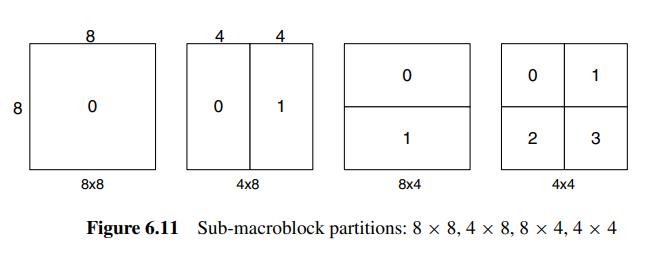 8 4 4
0 1
8 0 0 1
1 2 3
8x8 4x8 8x4 4x4
Figure 6.11 Sub-macroblock partitions: 8 × 8, 4 × 8, 8 × 4, 4 × 4